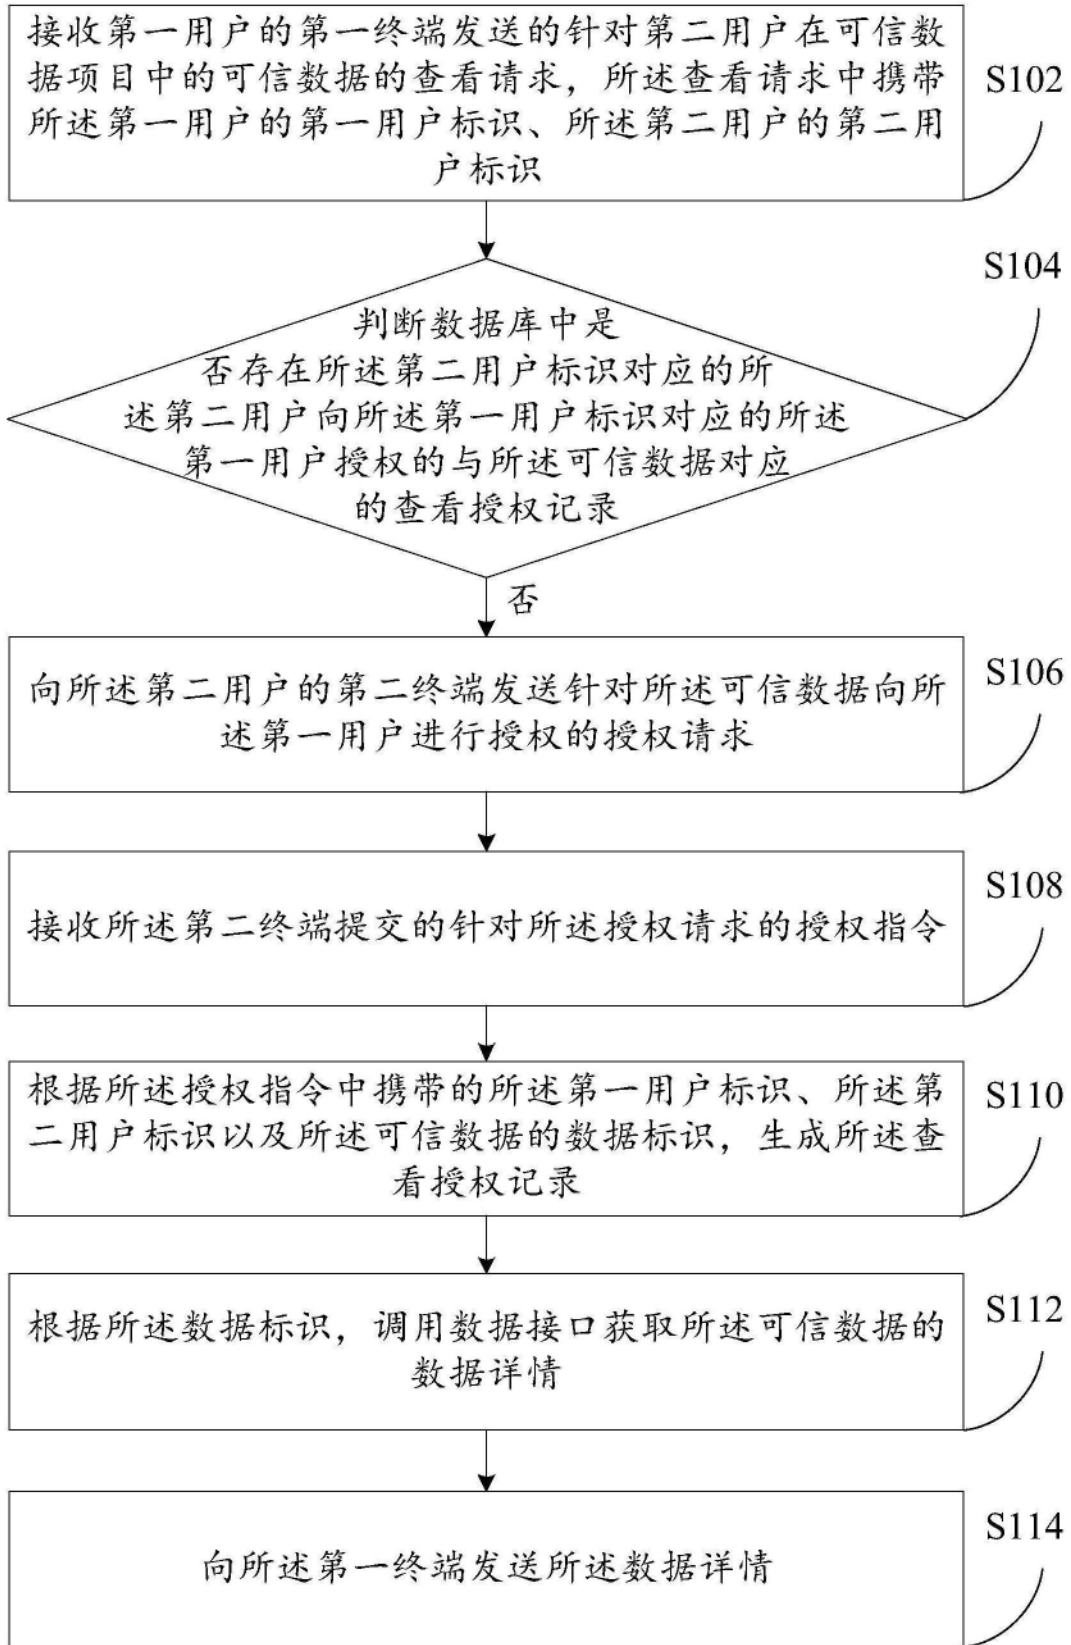 接收第一用户的第一终端发送的针对第二用户在可信数
据项目中的可信数据的查看请求，所述查看请求中携带
所述第一用户的第一用户标识、所述第二用户的第二用
户标识
S102
S104
判断数据库中是
否存在所述第二用户标识对应的所
述第二用户向所述第一用户标识对应的所述
第一用户授权的与所述可信数据对应
的查看授权记录
否
向所述第二用户的第二终端发送针对所述可信数据向所
述第一用户进行授权的授权请求
S106
接收所述第二终端提交的针对所述授权请求的授权指令
S108
根据所述授权指令中携带的所述第一用户标识、所述第
二用户标识以及所述可信数据的数据标识，生成所述查
看授权记录
S110
根据所述数据标识，调用数据接口获取所述可信数据的
数据详情
S112
向所述第一终端发送所述数据详情
S114